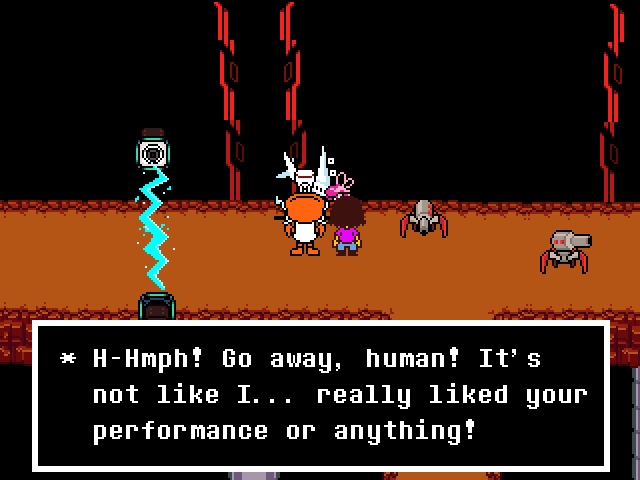 * H-Hmph! Go away, human! It's
not like I... really liked your
performance or anything!